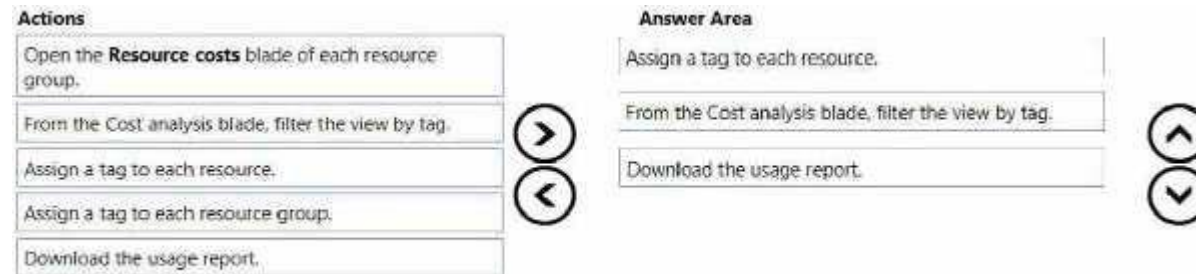 Actions
Open the Resource costs blade of each resource
group.
From the Cost analysis blade, filter the view by tag.
Assign a tag to each resource.
Assign a tag to each resource group.
Download the usage report.
Answer Area
Assign a tag to each resource.
From the Cost analysis blade, filter the view by tag.
Download the usage report.